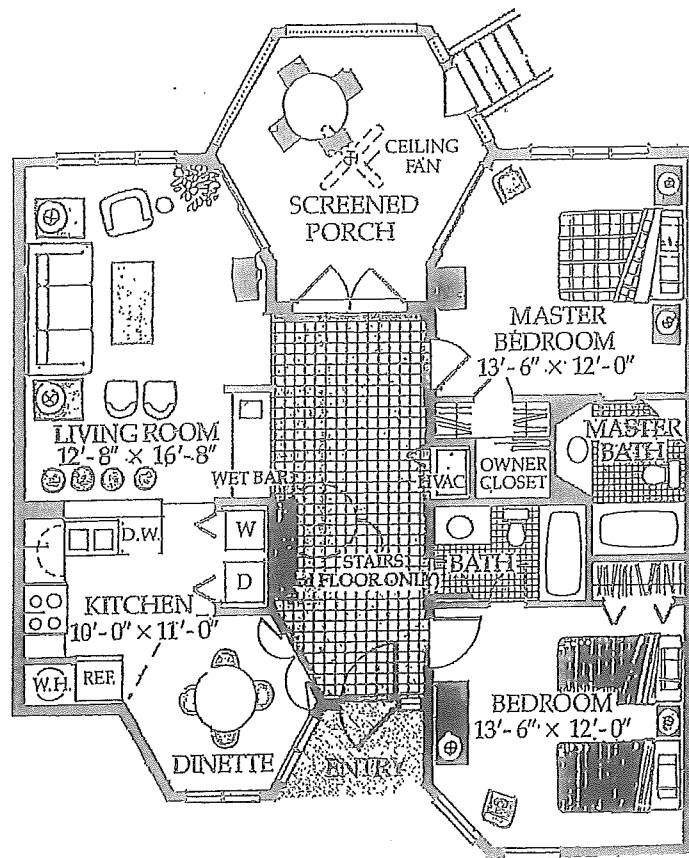 CEILING
FAN
SCREENED
PORCH
MASTER
BEDROOM
13'-6" × 12'-0"
LIVING ROOM
12'-8" × 16'-8"
WET BAR
HVAC
OWNER
CLOSET
MASTER
BATH
D.W.
W
D
STAIRS
FLOOR ONLY)
BATH
KITCHEN
10'-0" × 11'-0"
W.H.
REF.
DINETTE
ENTRY
BEDROOM
13'-6" × 12'-0"